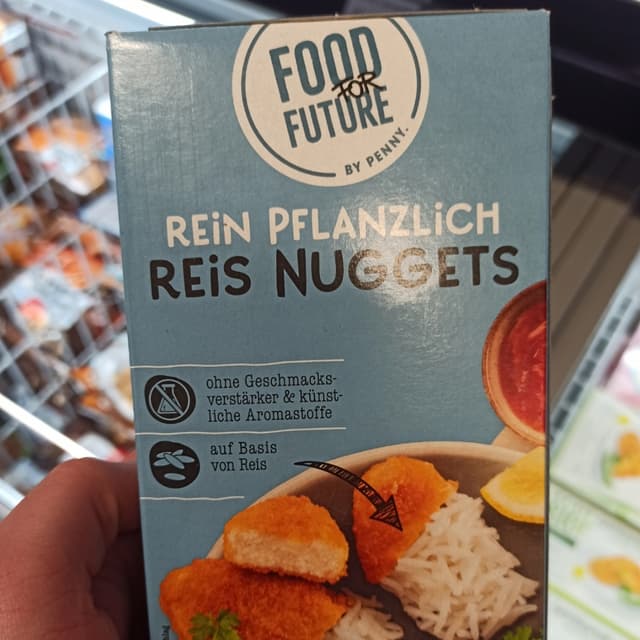 FOOD
FOR
FUTURE
BY PENNY.
REiN PFLANZLiCH
REiS NUGGETS
ohne Geschmacks-
verstärker & künst-
liche Aromastoffe
auf Basis
von Reis